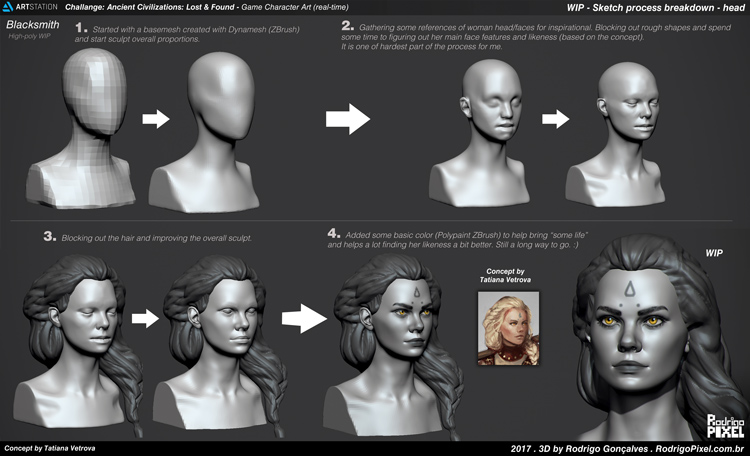 ARTSTATION
Challange: Ancient Civilizations: Lost & Found - Game Character Art (real-time)
WIP - Sketch process breakdown - head
Blacksmith
High-poly WIP
1. Started with a basemesh created with Dynamesh (ZBrush)
and start sculpt overall proportions.
2. Gathering some references of woman head/faces for inspirational. Blocking out rough shapes and spend
some time to figuring out her main face features and likeness (based on the concept).
It is one of hardest part of the process for me.
3. Blocking out the hair and improving the overall sculpt.
4. Added some basic color (Polypaint ZBrush) to help bring "some life"
and helps a lot finding her likeness a bit better. Still a long way to go. :)
Concept by
Tatiana Vetrova
WIP
Rodrigo
PIXEL
Concept by Tatiana Vetrova
2017 . 3D by Rodrigo Gonçalves . RodrigoPixel.com.br